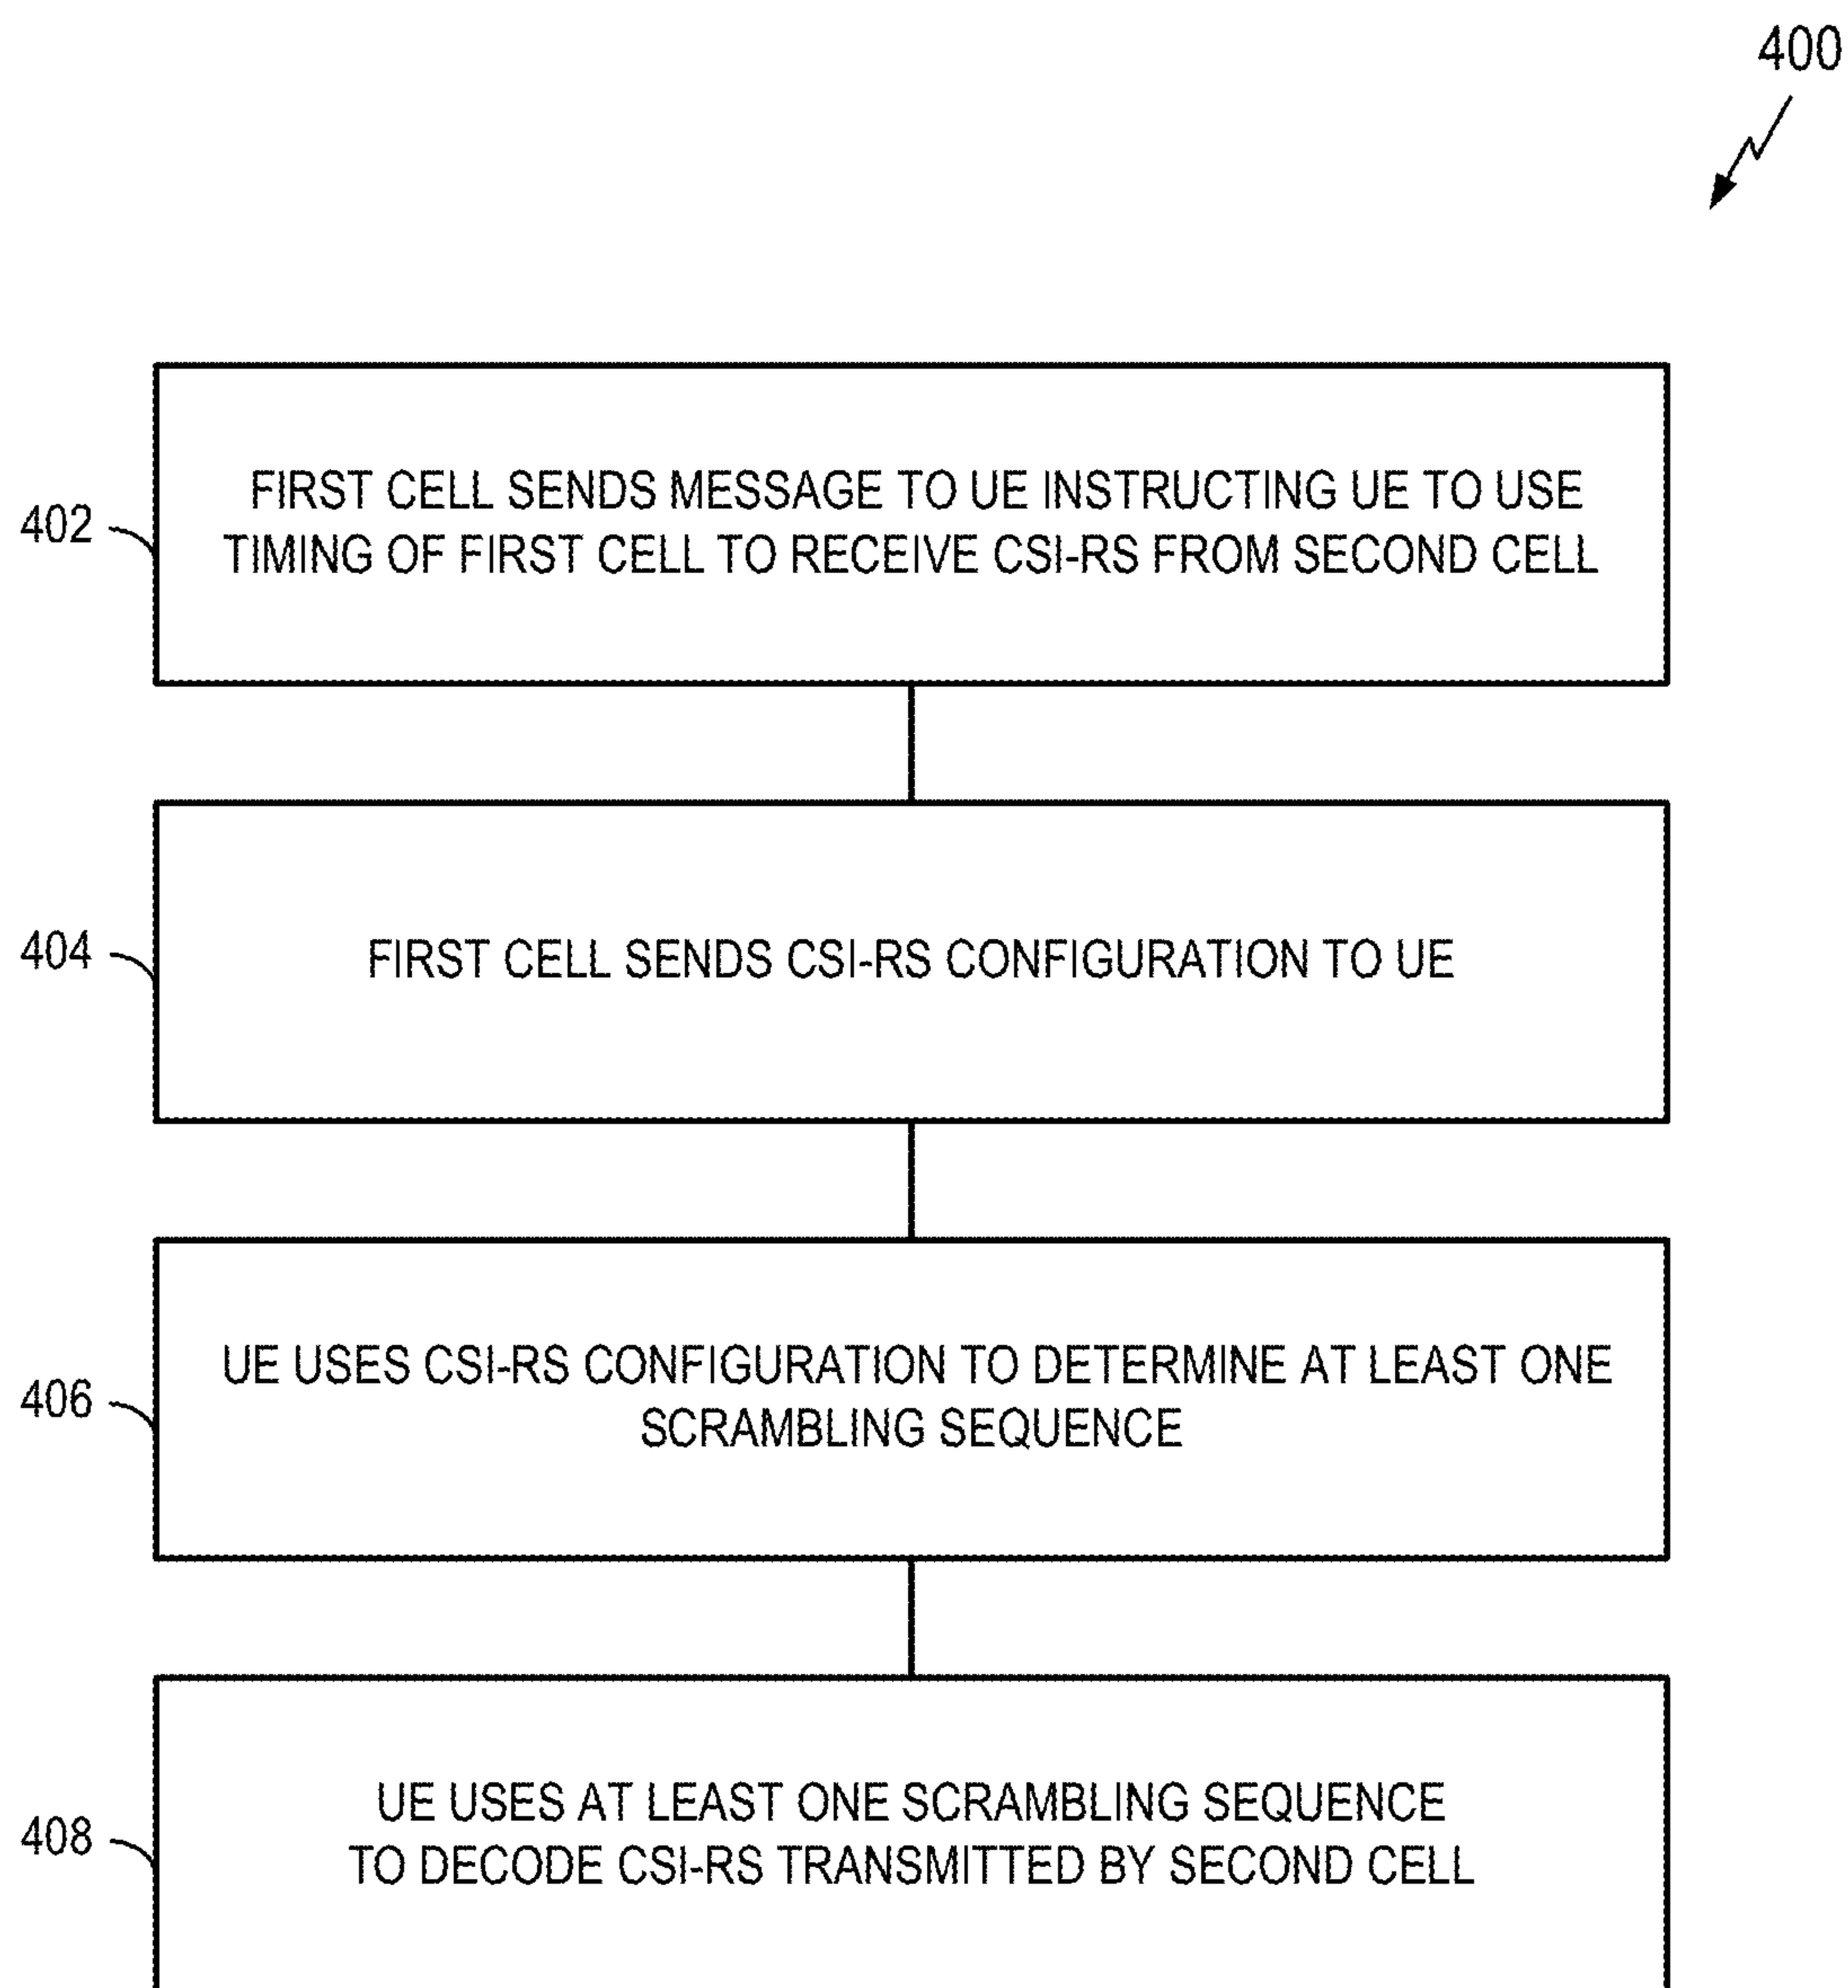 400
402
FIRST CELL SENDS MESSAGE TO UE INSTRUCTING UE TO USE
TIMING OF FIRST CELL TO RECEIVE CSI-RS FROM SECOND CELL
404
FIRST CELL SENDS CSI-RS CONFIGURATION TO UE
406
UE USES CSI-RS CONFIGURATION TO DETERMINE AT LEAST ONE
SCRAMBLING SEQUENCE
408
UE USES AT LEAST ONE SCRAMBLING SEQUENCE
TO DECODE CSI-RS TRANSMITTED BY SECOND CELL